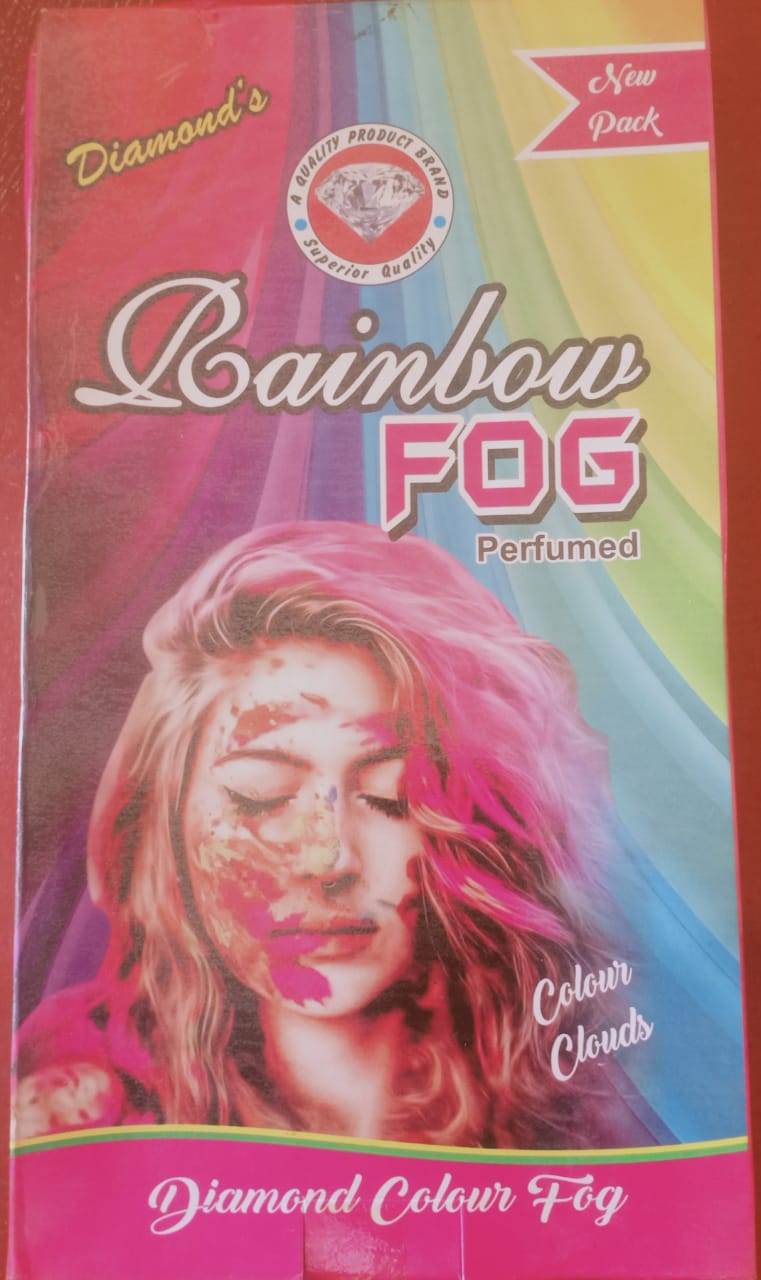 Diamond's
New
Pack
A QUALITY PRODUCT BRAND
Superior Quality
Rainbow
FOG
Perfumed
Colour
Clouds
Diamond Colour Fog